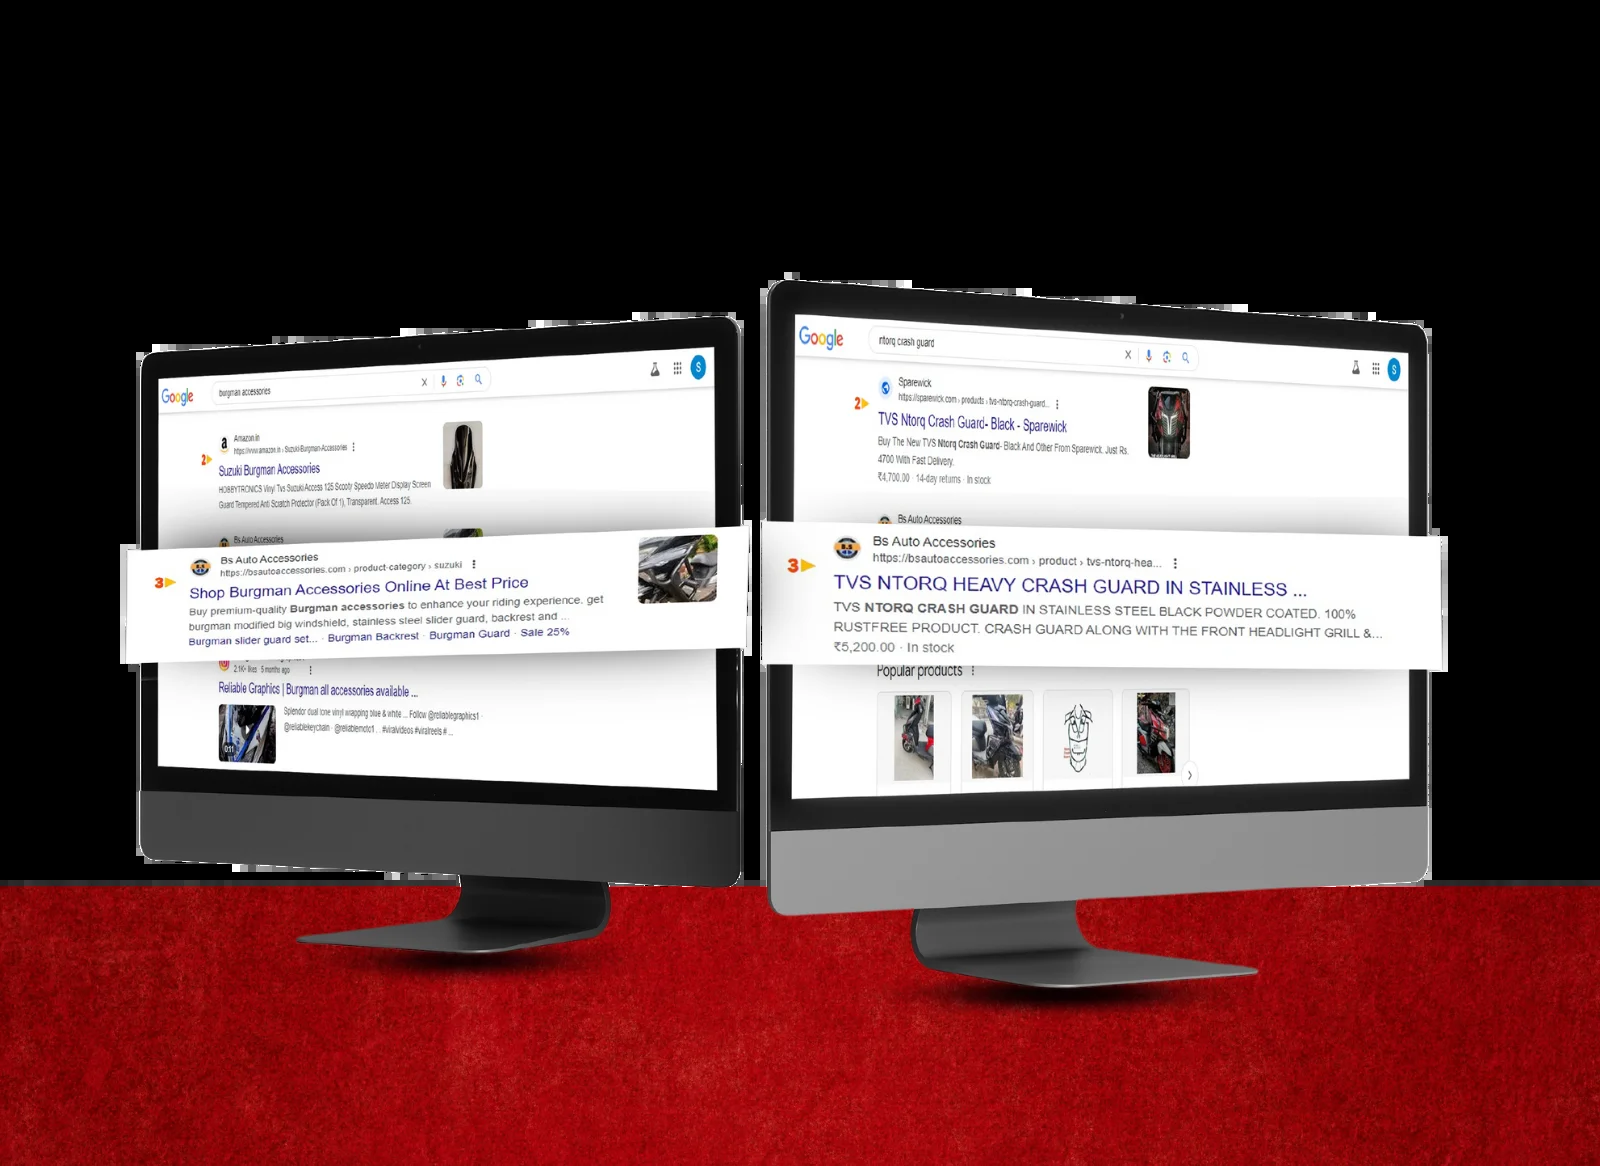 Google
burgman accessories
S
Amazon.in
https://www.amazon.in › Suzuki-Burgman-Accessories
2
Suzuki Burgman Accessories
HOBBYTRONICS Vinyl Tvs Suzuki Access 125 Scooty Speedo Meter Display Screen
Guard Tempered Anti Scratch Protector (Pack Of 1), Transparent. Access 125.
Bs Auto Accessories
Bs Auto Accessories
https://bsautoaccessories.com › product-category › suzuki
3
Shop Burgman Accessories Online At Best Price
Buy premium-quality Burgman accessories to enhance your riding experience. get
burgman modified big windshield, stainless steel slider guard, backrest and ...
Burgman slider guard set... · Burgman Backrest · Burgman Guard · Sale 25%
2.1K+ likes · 5 months ago
Reliable Graphics | Burgman all accessories available ...
Splendor dual tone vinyl wrapping blue & white ... Follow @reliablegraphics1 ·
@reliablekeychain · @reliablemoto1 . . #viralvideos #viralreels # ...
0:11
Google
ntorq crash guard
S
Sparewick
https://sparewick.com › products › tvs-ntorq-crash-guard...
2
TVS Ntorq Crash Guard- Black - Sparewick
Buy The New TVS Ntorq Crash Guard- Black And Other From Sparewick. Just Rs.
4700 With Fast Delivery.
₹4,700.00 · 14-day returns · In stock
Bs Auto Accessories
Bs Auto Accessories
https://bsautoaccessories.com › product › tvs-ntorq-hea...
3
TVS NTORQ HEAVY CRASH GUARD IN STAINLESS ...
TVS NTORQ CRASH GUARD IN STAINLESS STEEL BLACK POWDER COATED. 100%
RUSTFREE PRODUCT. CRASH GUARD ALONG WITH THE FRONT HEADLIGHT GRILL &...
₹5,200.00 · In stock
Popular products